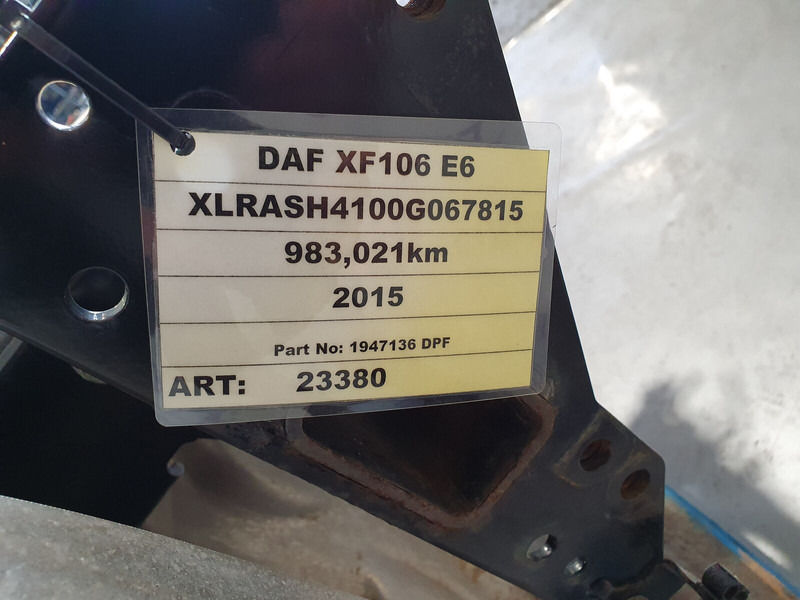 DAF XF106 E6
XLRASH4100G067815
983,021km
2015
Part No: 1947136 DPF
ART: 23380